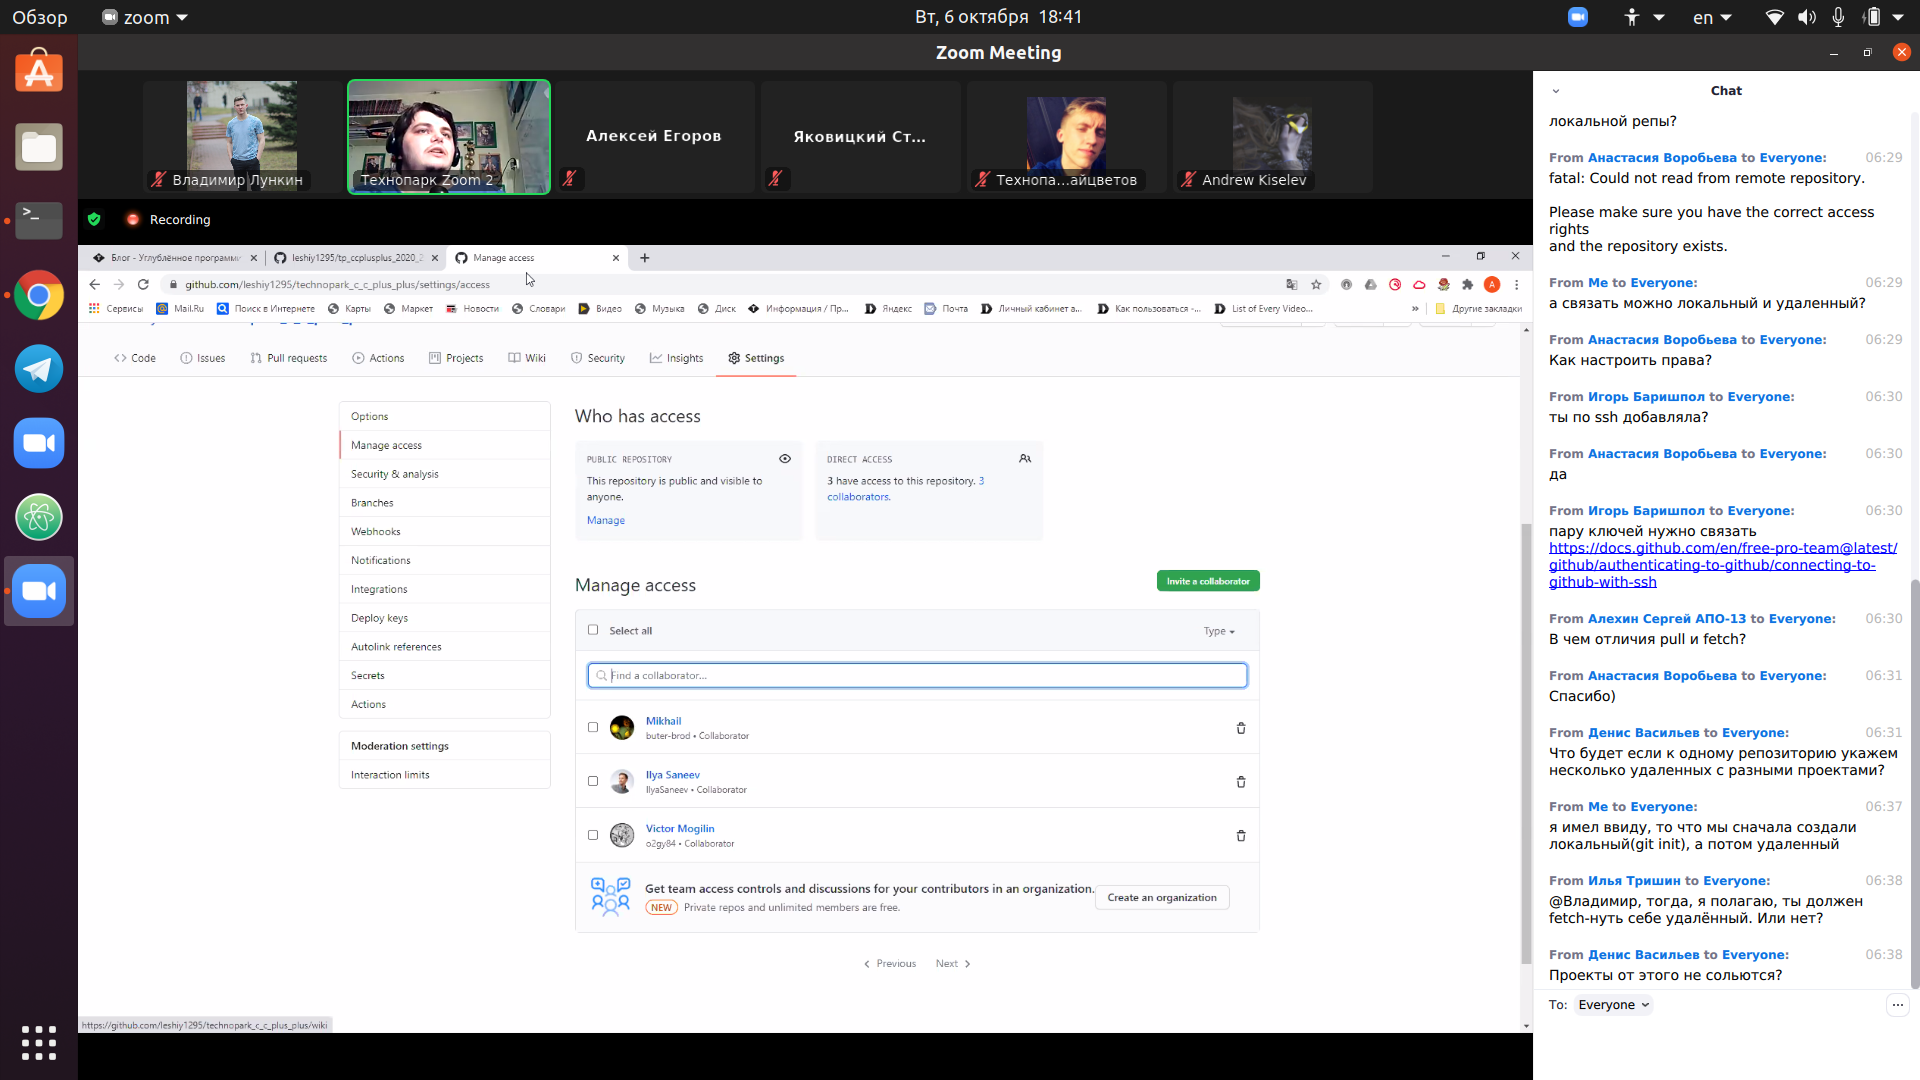 Обзор
zoom
Вт, 6 октября 18:41
en
Zoom Meeting
Владимир Лункин
Технопарк Zoom 2
Алексей Егоров
Яковицкий Ст...
Технопа...айцветов
Andrew Kiselev
Recording
Блог - Углублённое программи
leshiy1295/tp_ccplusplus_2020_2
Manage access
github.com/leshiy1295/technopark_c_c_plus_plus/settings/access
A
Сервисы
Mail.Ru
Поиск в Интернете
Карты
Маркет
Новости
Словари
Видео
Музыка
Диск
Информация / Пр...
Яндекс
Почта
Личный кабинет а...
Как пользоваться -...
List of Every Video...
»
Другие закладки
Code
Issues
Pull requests
Actions
Projects
Wiki
Security
Insights
Settings
Options
Manage access
Security & analysis
Branches
Webhooks
Notifications
Integrations
Deploy keys
Autolink references
Secrets
Actions
Moderation settings
Interaction limits
Who has access
PUBLIC REPOSITORY
This repository is public and visible to
anyone.
Manage
DIRECT ACCESS
3 have access to this repository. 3
collaborators.
Manage access
Invite a collaborator
Select all
Type
Find a collaborator...
Mikhail
buter-brod • Collaborator
Ilya Saneev
IlyaSaneev • Collaborator
Victor Mogilin
o2gy84 • Collaborator
Get team access controls and discussions for your contributors in an organization.
NEW Private repos and unlimited members are free.
Create an organization
Previous
Next
https://github.com/leshiy1295/technopark_c_c_plus_plus/wiki
Chat
локальной репы?
From Анастасия Воробьева to Everyone: 06:29
fatal: Could not read from remote repository.
Please make sure you have the correct access
rights
and the repository exists.
From Me to Everyone: 06:29
а связать можно локальный и удаленный?
From Анастасия Воробьева to Everyone: 06:29
Как настроить права?
From Игорь Баришпол to Everyone: 06:30
ты по ssh добавляла?
From Анастасия Воробьева to Everyone: 06:30
да
From Игорь Баришпол to Everyone: 06:30
пару ключей нужно связать
https://docs.github.com/en/free-pro-team@latest/
github/authenticating-to-github/connecting-to-
github-with-ssh
From Алехин Сергей АПО-13 to Everyone: 06:30
В чем отличия pull и fetch?
From Анастасия Воробьева to Everyone: 06:31
Спасибо)
From Денис Васильев to Everyone: 06:31
Что будет если к одному репозиторию укажем
несколько удаленных с разными проектами?
From Me to Everyone: 06:37
я имел ввиду, то что мы сначала создали
локальный(git init), а потом удаленный
From Илья Тришин to Everyone: 06:38
@Владимир, тогда, я полагаю, ты должен
fetch-нуть себе удалённый. Или нет?
From Денис Васильев to Everyone: 06:38
Проекты от этого не сольются?
To: Everyone